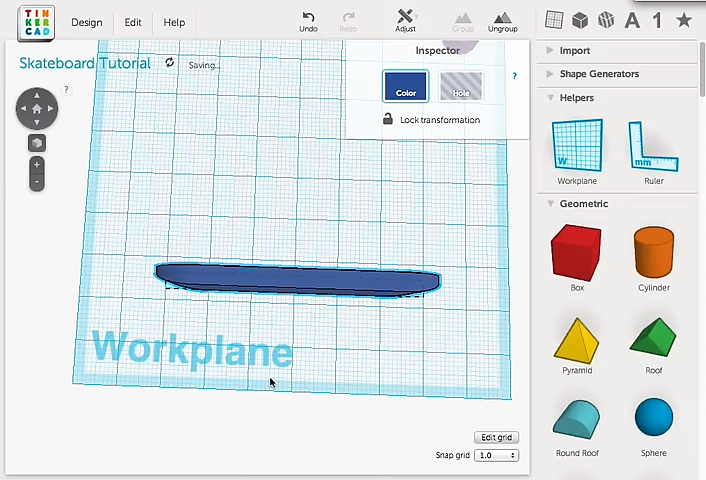 TIN
KER
CAD
Design
Edit
Help
Undo
Redo
Adjust
Group
Ungroup
A
1
Skateboard Tutorial
Saving...
?
Inspector
Color
Hole
?
Lock transformation
Import
Shape Generators
Helpers
W
mm
Workplane
Ruler
Geometric
Box
Cylinder
Pyramid
Roof
Round Roof
Sphere
Workplane
Edit grid
Snap grid
1.0